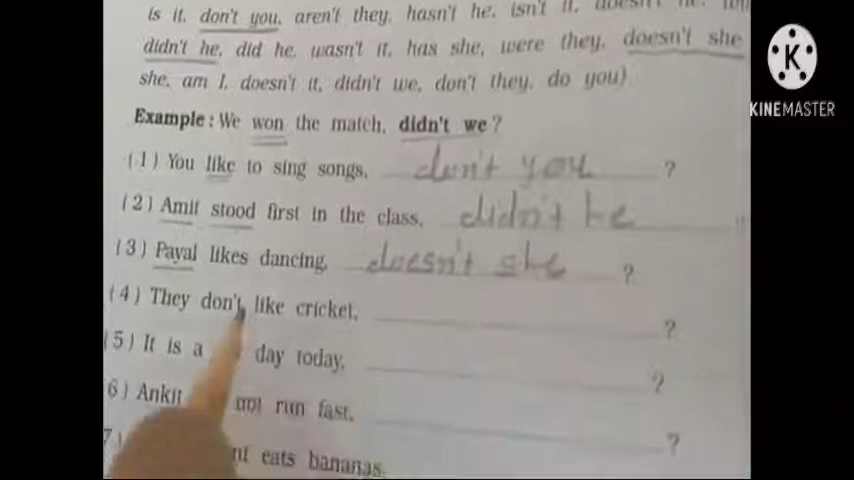 is it, don't you, aren't they, hasn't he, isn't it, doesn't he,
didn't he, did he, wasn't it, has she, were they, doesn't she
she, am I, doesn't it, didn't we, don't they, do you)
K
KINEMASTER
Example : We won the match, didn't we ?
(1) You like to sing songs, don't you ?
(2) Amit stood first in the class, didn't he
(3) Payal likes dancing, doesn't she ?
(4) They don't like cricket, ?
(5) It is a day today, ?
6) Ankit not run fast, ?
7) eats bananas.